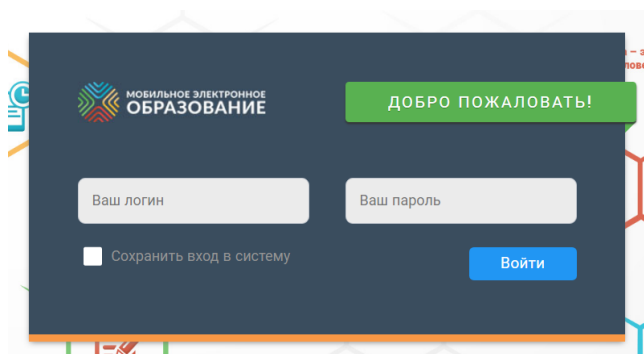 МОБИЛЬНОЕ ЭЛЕКТРОННОЕ
ОБРАЗОВАНИЕ
ДОБРО ПОЖАЛОВАТЬ!
Ваш логин
Ваш пароль
Сохранить вход в систему
Войти